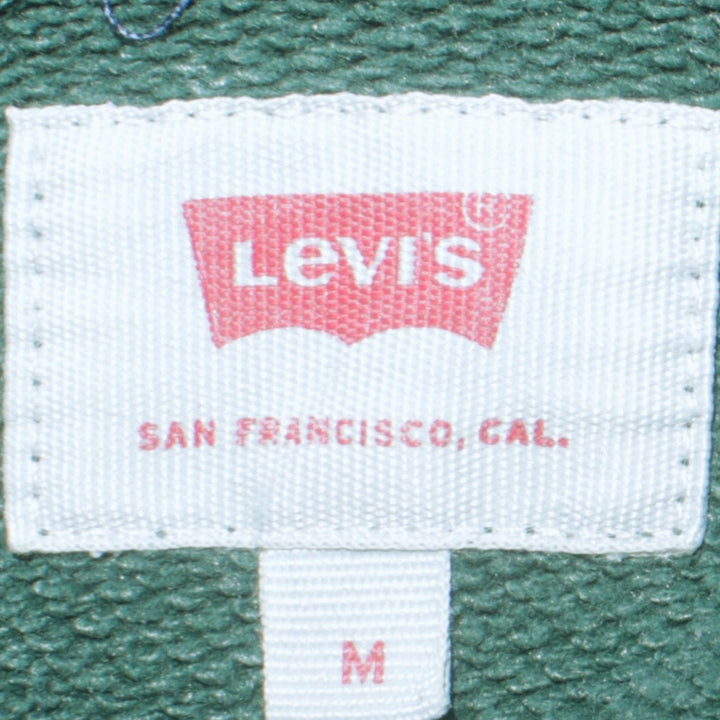 Levi's ®
SAN FRANCISCO, CAL.
M